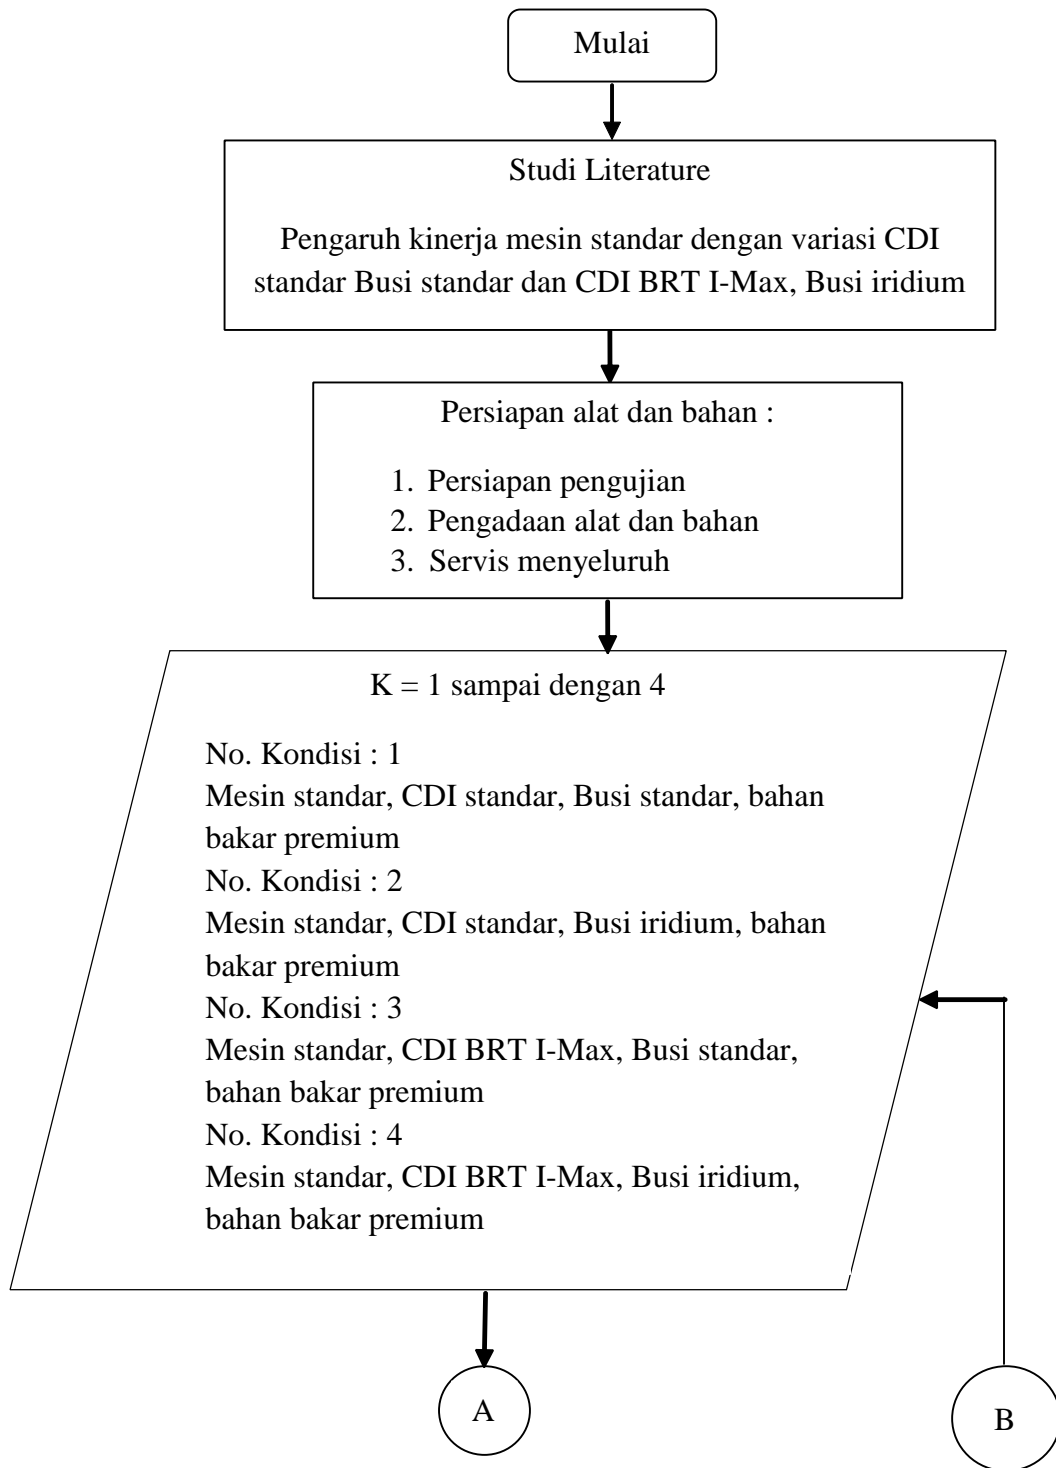 Mulai
Studi Literature
Pengaruh kinerja mesin standar dengan variasi CDI
standar Busi standar dan CDI BRT I-Max, Busi iridium
Persiapan alat dan bahan :
1. Persiapan pengujian
2. Pengadaan alat dan bahan
3. Servis menyeluruh
K = 1 sampai dengan 4
No. Kondisi : 1
Mesin standar, CDI standar, Busi standar, bahan
bakar premium
No. Kondisi : 2
Mesin standar, CDI standar, Busi iridium, bahan
bakar premium
No. Kondisi : 3
Mesin standar, CDI BRT I-Max, Busi standar,
bahan bakar premium
No. Kondisi : 4
Mesin standar, CDI BRT I-Max, Busi iridium,
bahan bakar premium
A
B